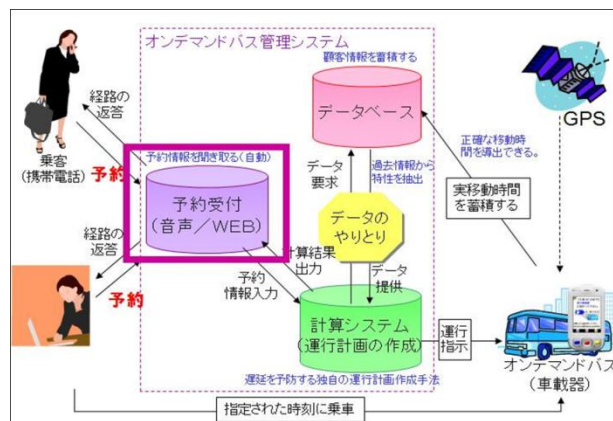 オンデマンドバス管理システム
顧客情報を蓄積する
データベース
GPS
経路の
返答
乗客
(携帯電話)
予約
予約情報を聞き取る(自動)
予約受付
(音声/WEB)
データ
要求
過去情報から
特性を抽出
正確な移動時
間を導出できる。
実移動時間
を蓄積する
データの
やりとり
経路の
返答
予約
計算結果
出力
予約
情報入力
データ
提供
計算システム
(運行計画の作成)
運行
指示
オンデマンドバス
(車載器)
遅延を予防する独自の運行計画作成手法
指定された時刻に乗車